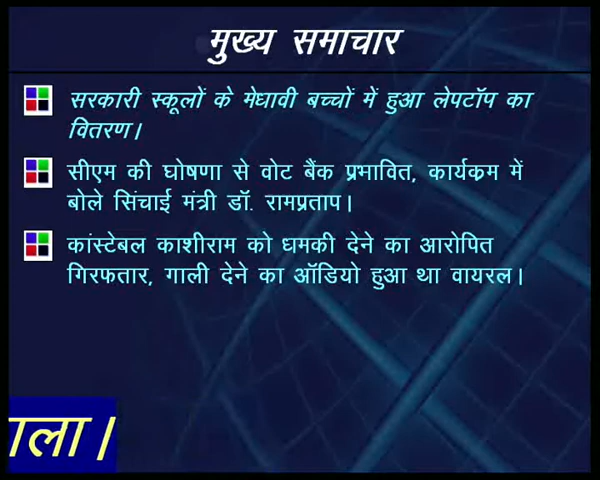 मुख्य समाचार
सरकारी स्कूलों के मेधावी बच्चों में हुआ लेपटॉप का
वितरण।
सीएम की घोषणा से वोट बैंक प्रभावित, कार्यक्रम में
बोले सिंचाई मंत्री डॉ. रामप्रताप।
कांस्टेबल काशीराम को धमकी देने का आरोपित
गिरफतार, गाली देने का ऑडियो हुआ था वायरल।